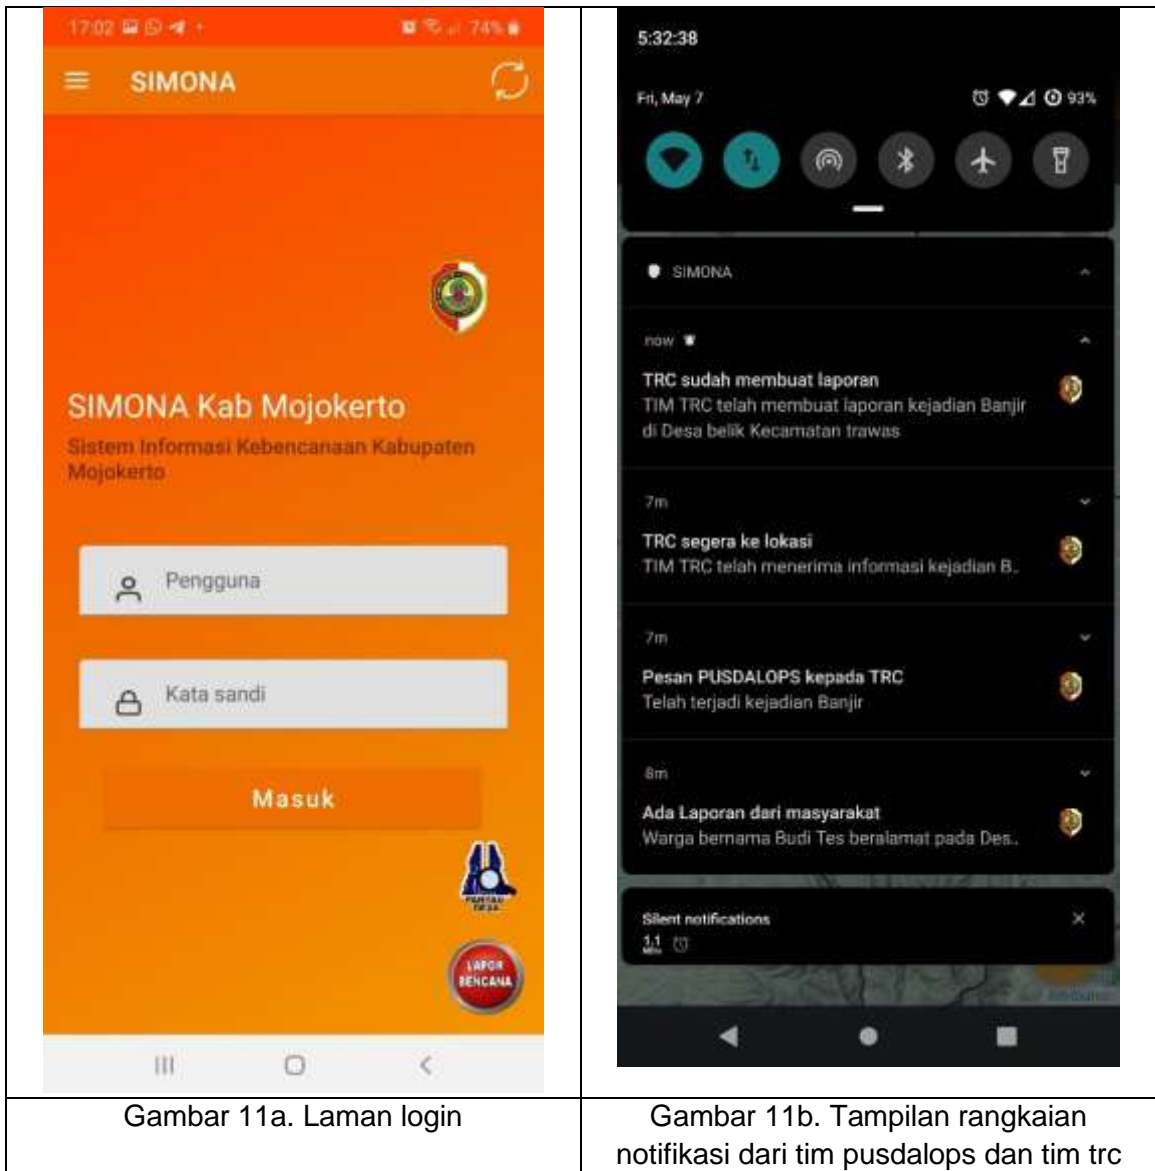 17:02
74%
SIMONA
SIMONA Kab Mojokerto
Sistem Informasi Kebencanaan Kabupaten
Mojokerto
Pengguna
Kata sandi
Masuk
DESA
LAPOR
BENCANA
Gambar 11a. Laman login
5:32:38
Fri, May 7
93%
SIMONA
now
TRC sudah membuat laporan
TIM TRC telah membuat laporan kejadian Banjir
di Desa belik Kecamatan trawas
7m
TRC segera ke lokasi
TIM TRC telah menerima informasi kejadian B..
7m
Pesan PUSDALOPS kepada TRC
Telah terjadi kejadian Banjir
8m
Ada Laporan dari masyarakat
Warga bernama Budi Tes beralamat pada Des..
Silent notifications
1.1
Gambar 11b. Tampilan rangkaian
notifikasi dari tim pusdalops dan tim trc